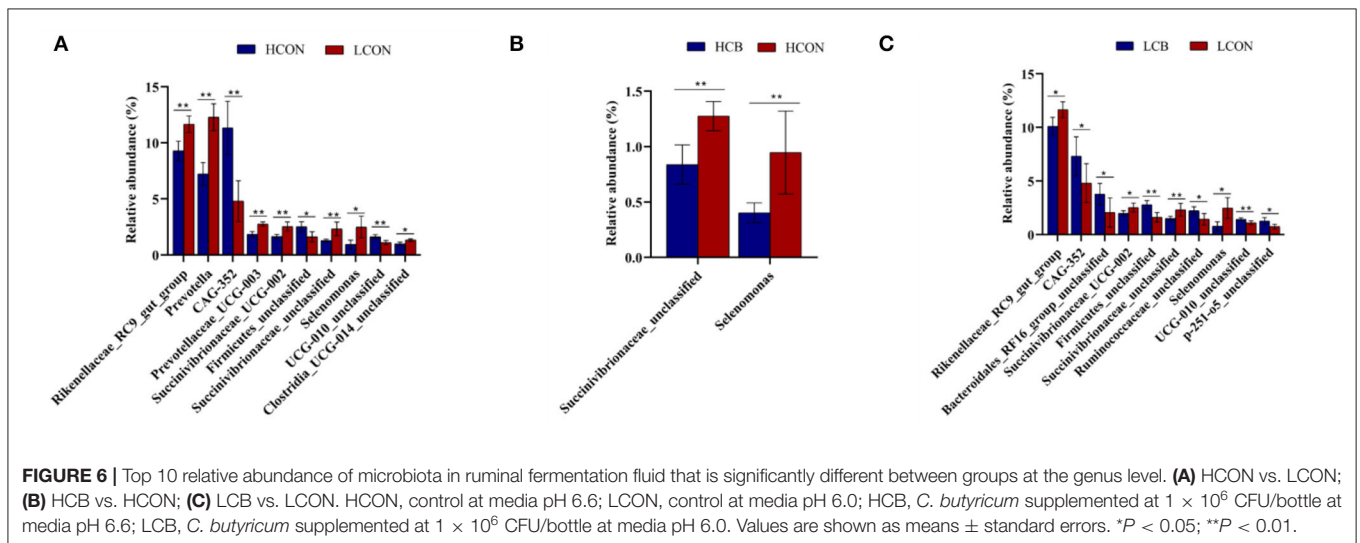 A
HCON LCON
Relative abundance (%)
15
10
5
0
** ** ** ** ** * ** * ** *
Rikenellaceae_RC9_gut_group
Prevotella
CAG-352
Prevotellaceae_UCG-003
Succinivibrionaceae_UCG-002
Firmicutes_unclassified
Succinivibrionaceae_unclassified
Selenomonas
UCG-010_unclassified
Clostridia_UCG-014_unclassified
B
HCB HCON
Relative abundance (%)
1.5
1.0
0.5
0.0
** **
Succinivibrionaceae_unclassified
Selenomonas
C
LCB LCON
Relative abundance (%)
15
10
5
0
* * * * ** ** * * ** *
Rikenellaceae_RC9_gut_group
CAG-352
Bacteroidales_RF16_group_unclassified
Succinivibrionaceae_UCG-002
Firmicutes_unclassified
Succinivibrionaceae_unclassified
Ruminococcaceae_unclassified
Selenomonas
UCG-010_unclassified
p-251-o5_unclassified
FIGURE 6 | Top 10 relative abundance of microbiota in ruminal fermentation fluid that is significantly different between groups at the genus level. (A) HCON vs. LCON;
(B) HCB vs. HCON; (C) LCB vs. LCON. HCON, control at media pH 6.6; LCON, control at media pH 6.0; HCB, C. butyricum supplemented at 1 × 10⁶ CFU/bottle at
media pH 6.6; LCB, C. butyricum supplemented at 1 × 10⁶ CFU/bottle at media pH 6.0. Values are shown as means ± standard errors. *P < 0.05; **P < 0.01.